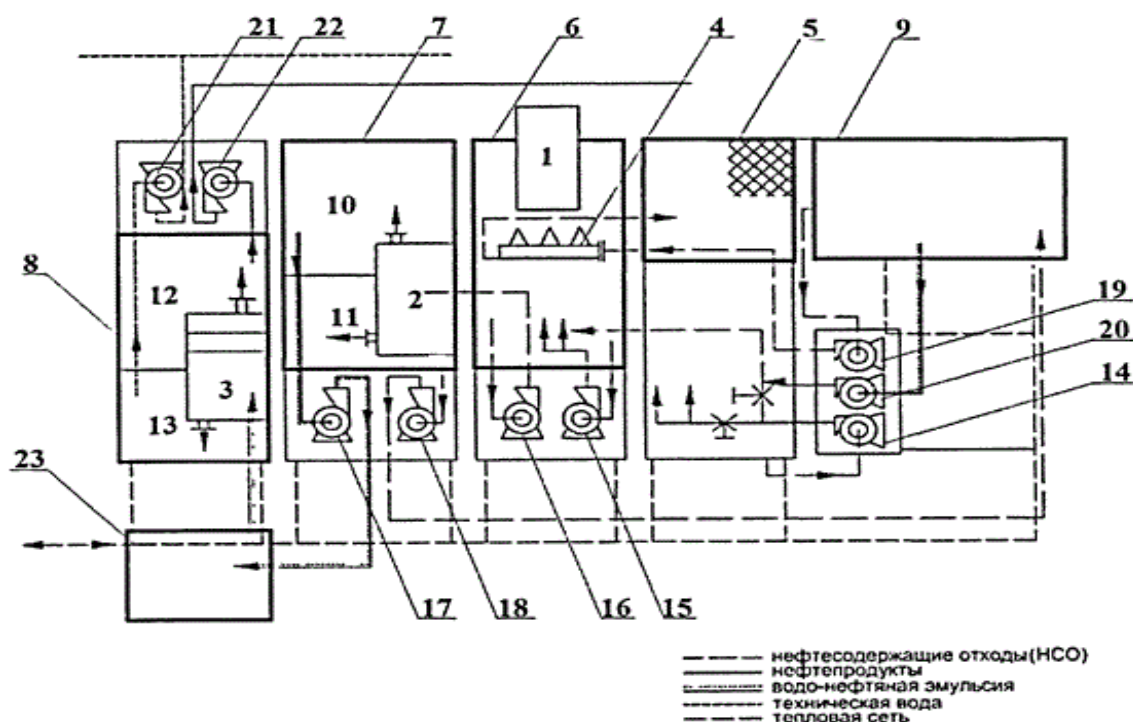 21 22 7 6 4 5 9
1
10
8 12 2 19
11 20
3 14
13
23
17 18 16 15
нефтесодержащие отходы(НСО)
нефтепродукты
водо-нефтяная эмульсия
техническая вода
тепловая сеть